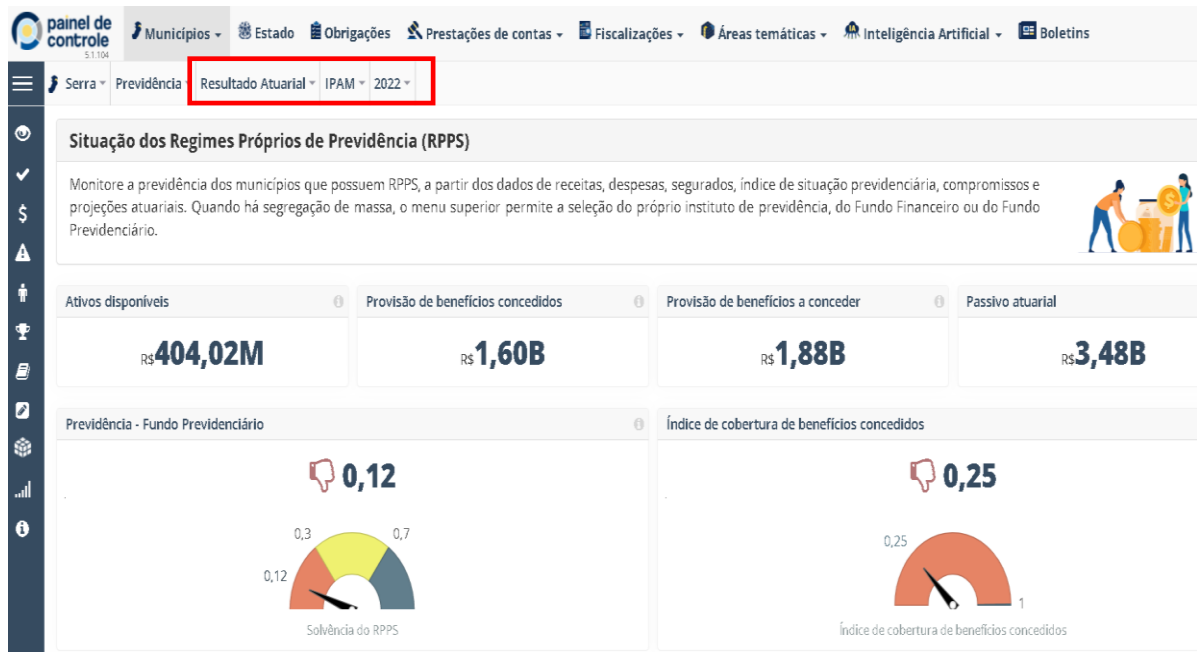 painel de controle
5.1.104
Municípios
Estado
Obrigações
Prestações de contas
Fiscalizações
Áreas temáticas
Inteligência Artificial
Boletins
Serra
Previdência
Resultado Atuarial
IPAM
2022
Situação dos Regimes Próprios de Previdência (RPPS)
Monitore a previdência dos municípios que possuem RPPS, a partir dos dados de receitas, despesas, segurados, índice de situação previdenciária, compromissos e
projeções atuariais. Quando há segregação de massa, o menu superior permite a seleção do próprio instituto de previdência, do Fundo Financeiro ou do Fundo
Previdenciário.
Ativos disponíveis
R$404,02M
Provisão de benefícios concedidos
R$1,60B
Provisão de benefícios a conceder
R$1,88B
Passivo atuarial
R$3,48B
Previdência - Fundo Previdenciário
0,12
0,3
0,7
0,12
Solvência do RPPS
Índice de cobertura de benefícios concedidos
0,25
0,25
1
Índice de cobertura de benefícios concedidos